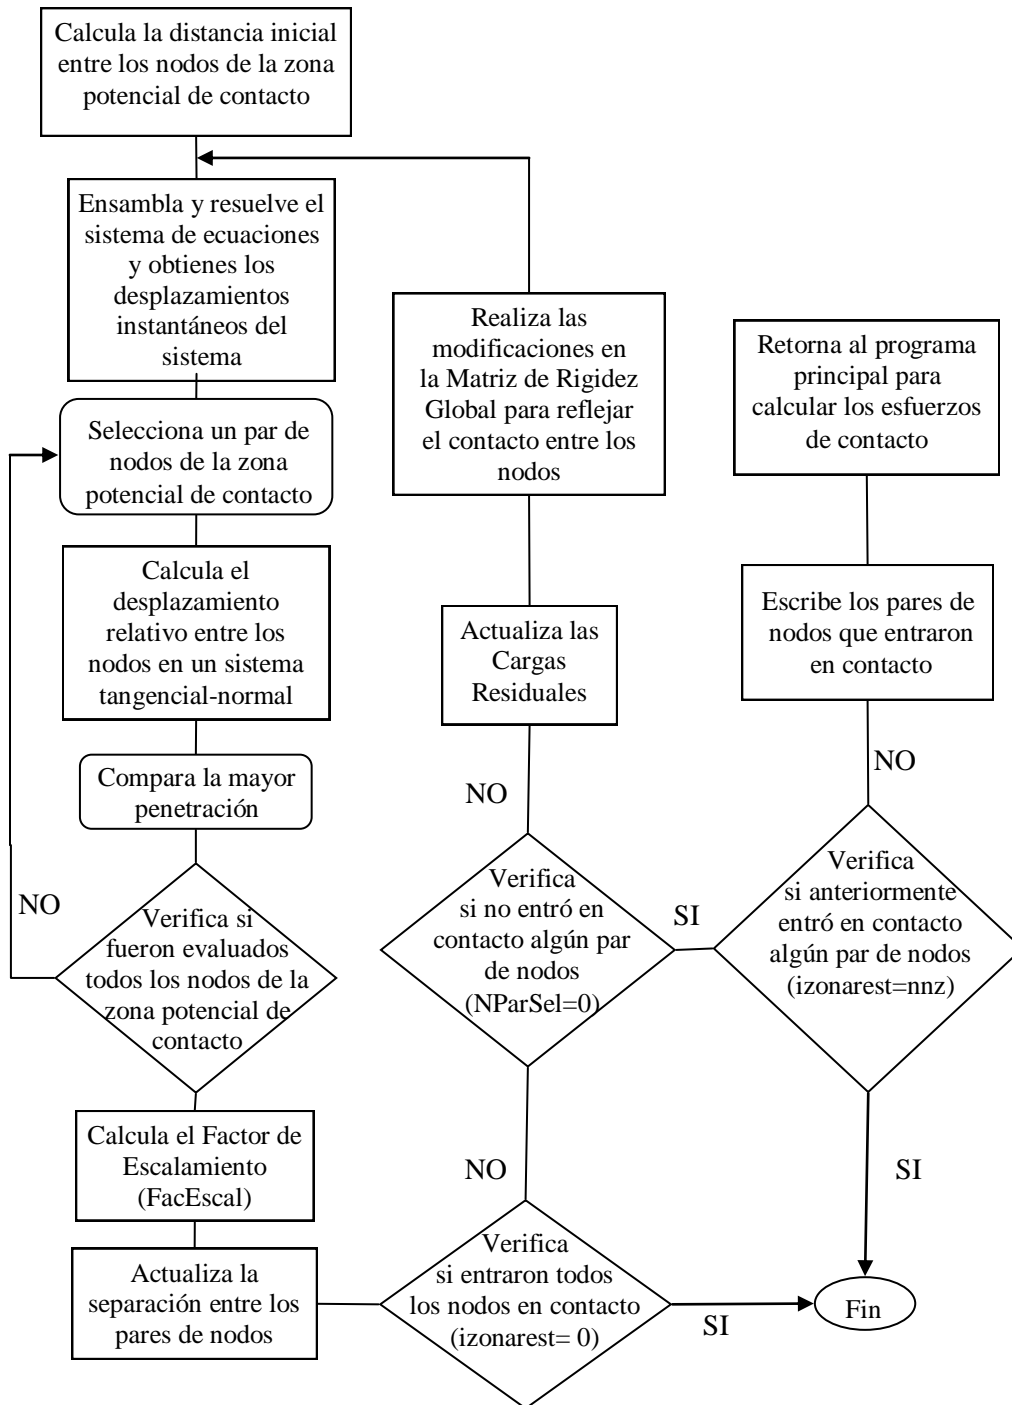 Calcula la distancia inicial
entre los nodos de la zona
potencial de contacto
Ensambla y resuelve el
sistema de ecuaciones
y obtienes los
desplazamientos
instantáneos del
sistema
Selecciona un par de
nodos de la zona
potencial de contacto
Calcula el
desplazamiento
relativo entre los
nodos en un sistema
tangencial-normal
Compara la mayor
penetración
NO
Verifica si
fueron evaluados
todos los nodos de la
zona potencial de
contacto
Calcula el Factor de
Escalamiento
(FacEscal)
Actualiza la
separación entre los
pares de nodos
Realiza las
modificaciones en
la Matriz de Rigidez
Global para reflejar
el contacto entre los
nodos
Actualiza las
Cargas
Residuales
NO
Verifica
si no entró en
contacto algún par
de nodos
(NParSel=0)
SI
NO
Verifica
si entraron todos
los nodos en contacto
(izonarest= 0)
SI
Retorna al programa
principal para
calcular los esfuerzos
de contacto
Escribe los pares de
nodos que entraron
en contacto
NO
Verifica
si anteriormente
entró en contacto
algún par de nodos
(izonarest=nnz)
SI
Fin